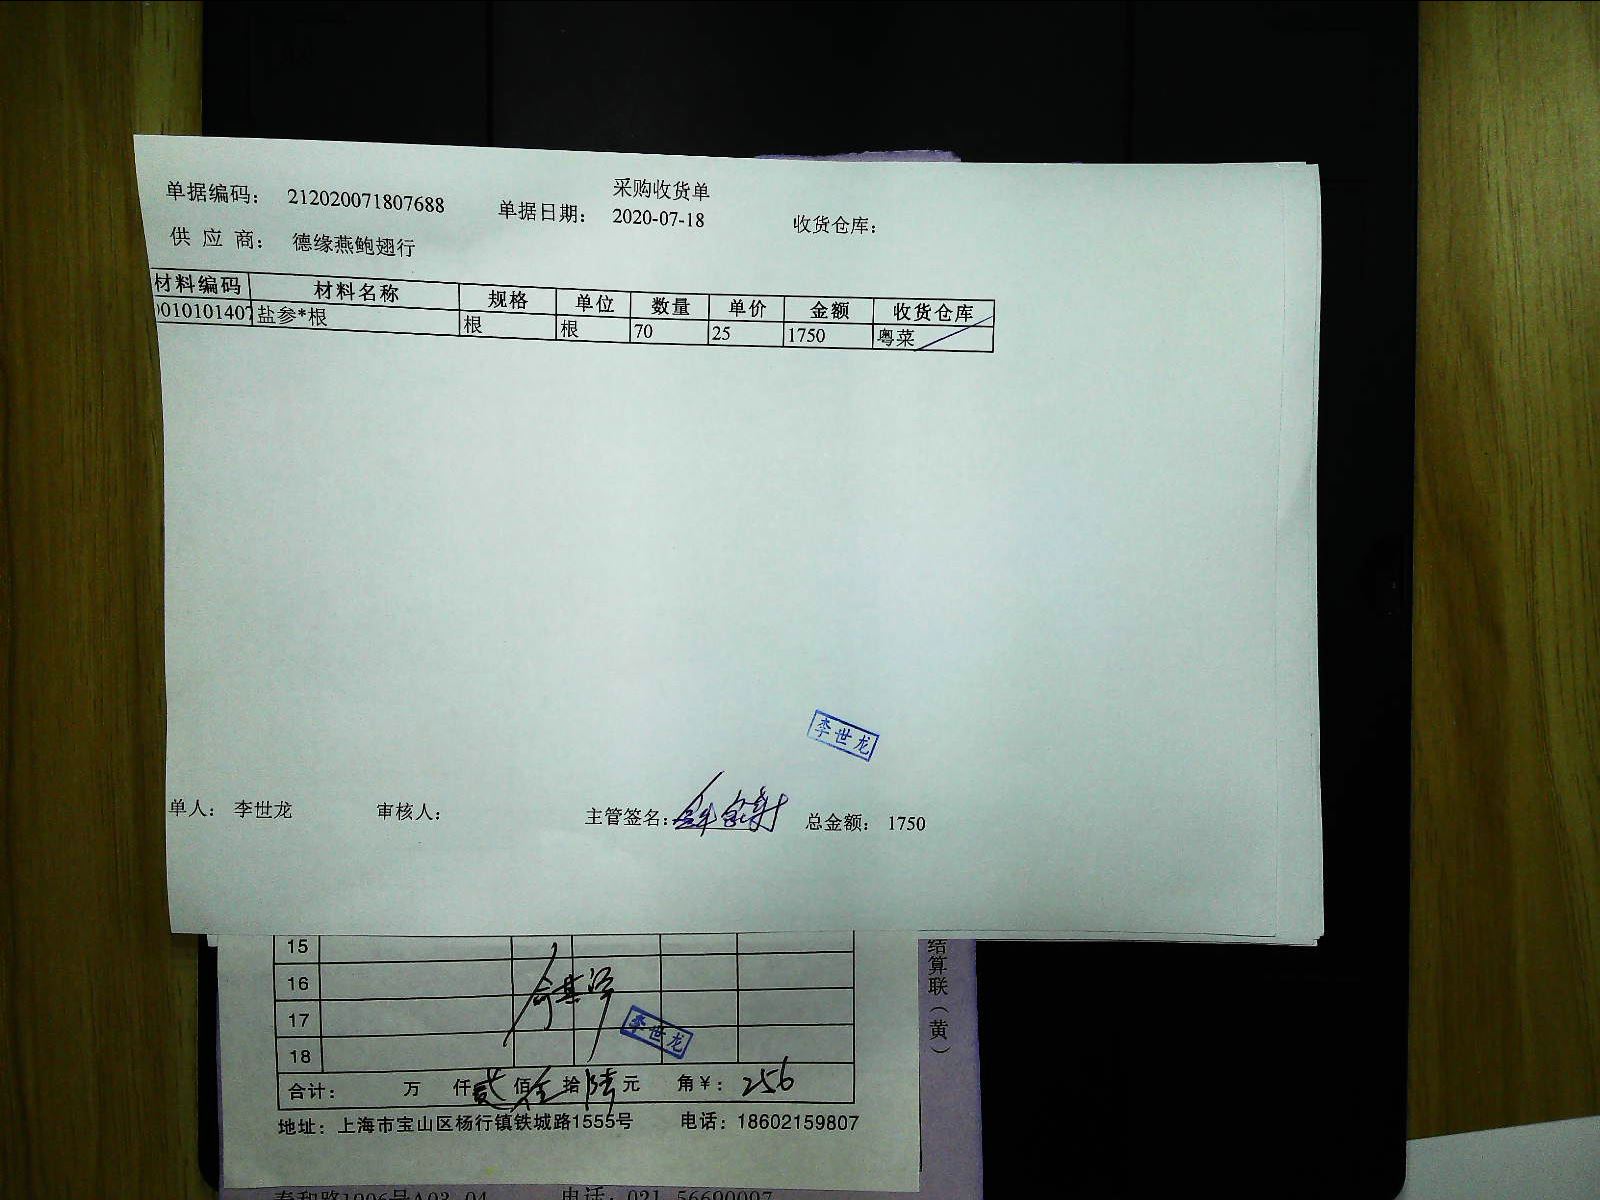 采购收货单
单据编码： 212020071807688 单据日期： 2020-07-18 收货仓库：
供 应 商： 德缘燕鲍翅行
材料编码 材料名称 规格 单位 数量 单价 金额 收货仓库
0010101407 盐参*根 根 根 70 25 1750 粤菜
李世龙
单人： 李世龙 审核人： 主管签名： 总金额： 1750
15
16
17
李世龙
18
合计： 万 仟 贰 佰 伍 拾 陆 元 角 ¥： 256
地址：上海市宝山区杨行镇铁城路1555号 电话：18602159807
结算联（黄）